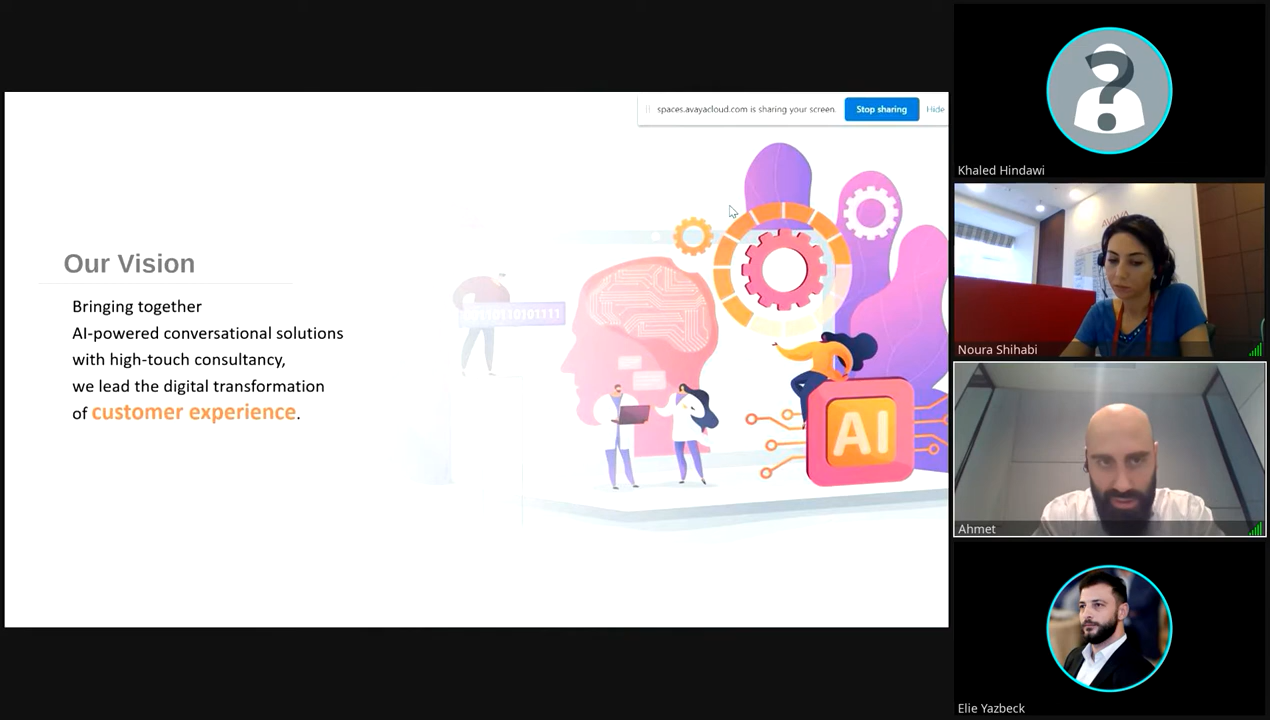 spaces.avayacloud.com is sharing your screen.
Stop sharing
Hide
Our Vision
Bringing together
AI-powered conversational solutions
with high-touch consultancy,
we lead the digital transformation
of customer experience.
AI
Khaled Hindawi
AVAYA
Noura Shihabi
Ahmet
Elie Yazbeck